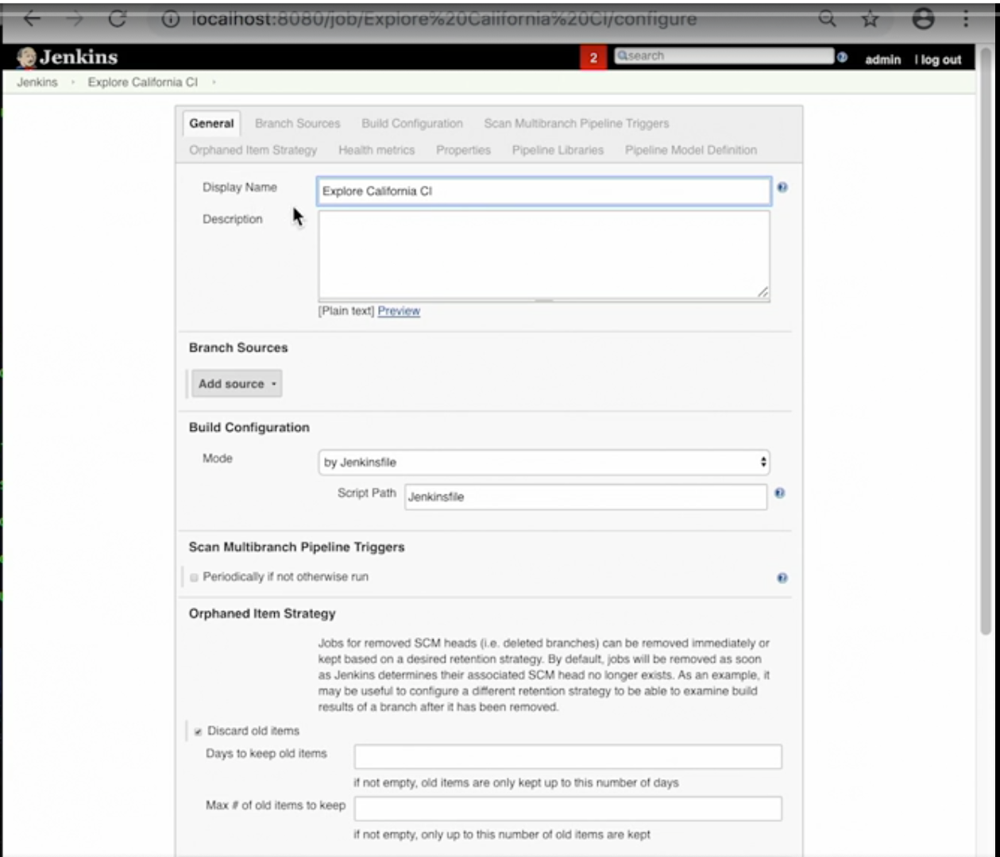 localhost:8080/job/Explore%20California%20CI/configure
Jenkins
2
search
admin
| log out
Jenkins
Explore California CI
General
Branch Sources
Build Configuration
Scan Multibranch Pipeline Triggers
Orphaned Item Strategy
Health metrics
Properties
Pipeline Libraries
Pipeline Model Definition
Display Name
Explore California CI
Description
[Plain text] Preview
Branch Sources
Add source
Build Configuration
Mode
by Jenkinsfile
Script Path
Jenkinsfile
Scan Multibranch Pipeline Triggers
Periodically if not otherwise run
Orphaned Item Strategy
Jobs for removed SCM heads (i.e. deleted branches) can be removed immediately or
kept based on a desired retention strategy. By default, jobs will be removed as soon
as Jenkins determines their associated SCM head no longer exists. As an example, it
may be useful to configure a different retention strategy to be able to examine build
results of a branch after it has been removed.
Discard old items
Days to keep old items
if not empty, old items are only kept up to this number of days
Max # of old items to keep
if not empty, only up to this number of old items are kept